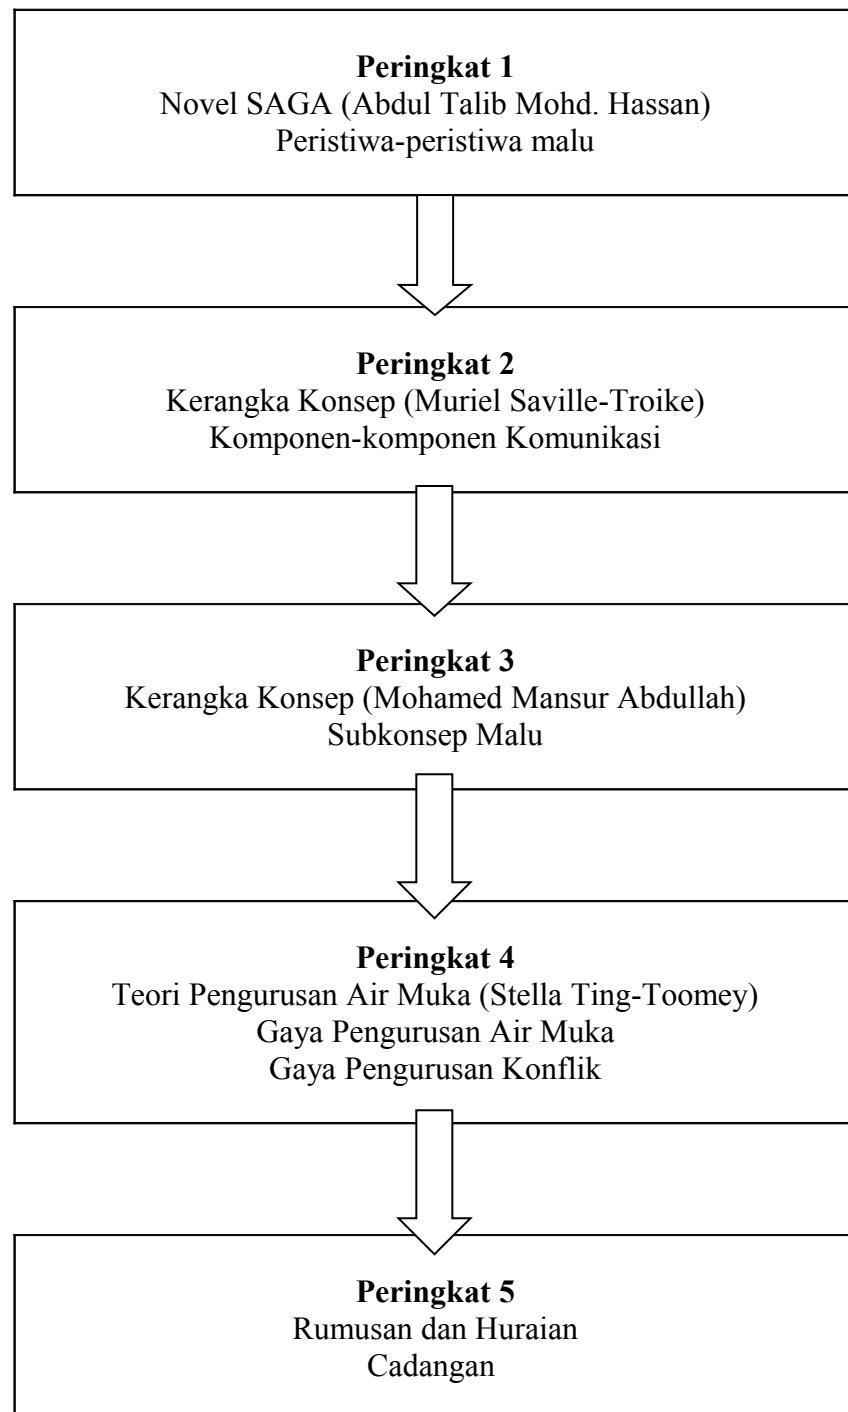 Peringkat 1
Novel SAGA (Abdul Talib Mohd. Hassan)
Peristiwa-peristiwa malu
Peringkat 2
Kerangka Konsep (Muriel Saville-Troike)
Komponen-komponen Komunikasi
Peringkat 3
Kerangka Konsep (Mohamed Mansur Abdullah)
Subkonsep Malu
Peringkat 4
Teori Pengurusan Air Muka (Stella Ting-Toomey)
Gaya Pengurusan Air Muka
Gaya Pengurusan Konflik
Peringkat 5
Rumusan dan Huraian
Cadangan